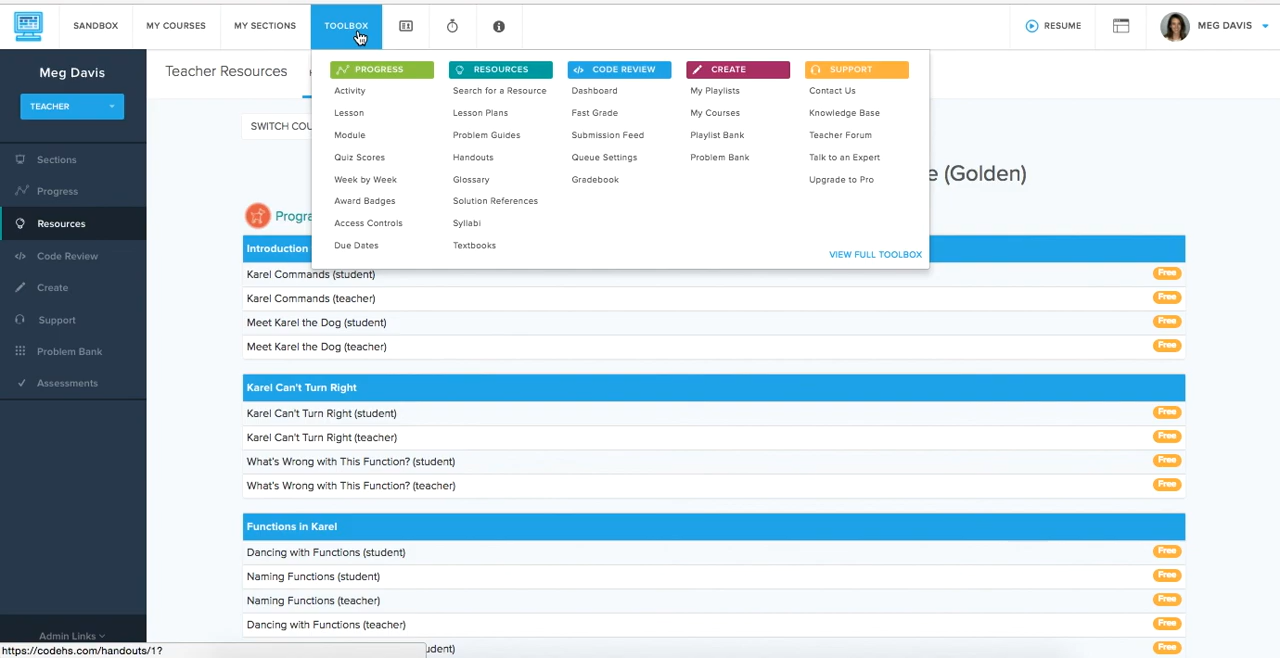 SANDBOX MY COURSES MY SECTIONS TOOLBOX RESUME MEG DAVIS
Meg Davis
TEACHER
Sections
Progress
Resources
Code Review
Create
Support
Problem Bank
Assessments
Admin Links
Teacher Resources
SWITCH COU
PROGRESS
Activity
Lesson
Module
Quiz Scores
Week by Week
Award Badges
Access Controls
Due Dates
RESOURCES
Search for a Resource
Lesson Plans
Problem Guides
Handouts
Glossary
Solution References
Syllabi
Textbooks
CODE REVIEW
Dashboard
Fast Grade
Submission Feed
Queue Settings
Gradebook
CREATE
My Playlists
My Courses
Playlist Bank
Problem Bank
SUPPORT
Contact Us
Knowledge Base
Teacher Forum
Talk to an Expert
Upgrade to Pro
VIEW FULL TOOLBOX
e (Golden)
Progra
Introduction
Karel Commands (student) Free
Karel Commands (teacher) Free
Meet Karel the Dog (student) Free
Meet Karel the Dog (teacher) Free
Karel Can't Turn Right
Karel Can't Turn Right (student) Free
Karel Can't Turn Right (teacher) Free
What's Wrong with This Function? (student) Free
What's Wrong with This Function? (teacher) Free
Functions in Karel
Dancing with Functions (student) Free
Naming Functions (student) Free
Naming Functions (teacher) Free
Dancing with Functions (teacher) Free
udent) Free
https://codehs.com/handouts/1?